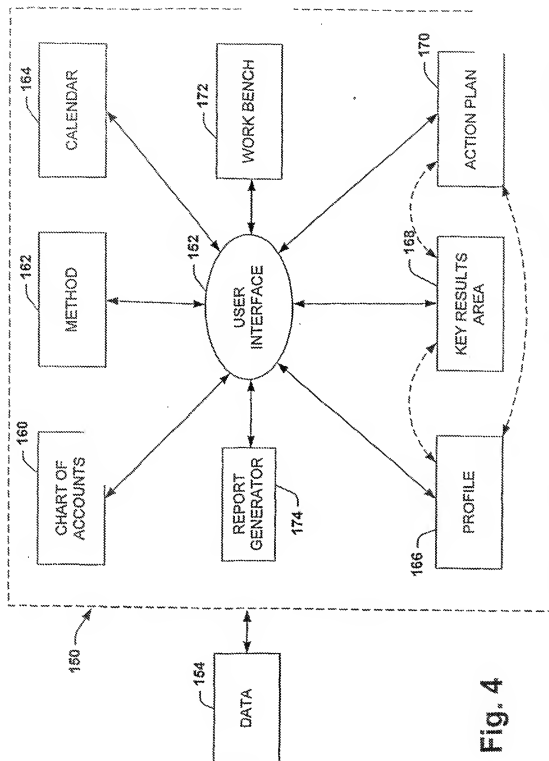 160
CHART OF
ACCOUNTS
162
METHOD
164
CALENDAR
150
154
DATA
REPORT
GENERATOR
174
152
USER
INTERFACE
172
WORK BENCH
166
PROFILE
168
KEY RESULTS
AREA
170
ACTION PLAN
Fig. 4